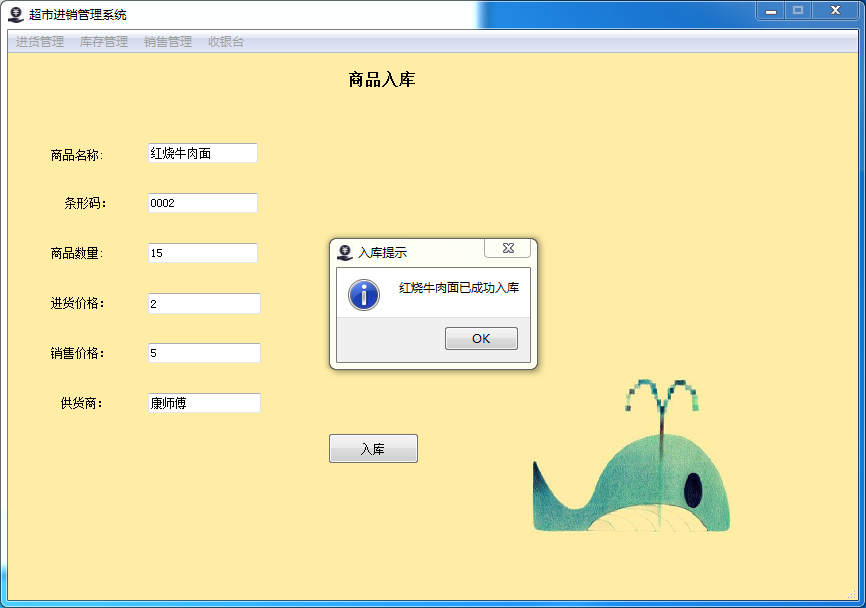 超市进销管理系统
进货管理 库存管理 销售管理 收银台
商品入库
商品名称: 红烧牛肉面
条形码: 0002
商品数量: 15
入库提示
红烧牛肉面已成功入库
OK
进货价格: 2
销售价格: 5
供货商: 康师傅
入库